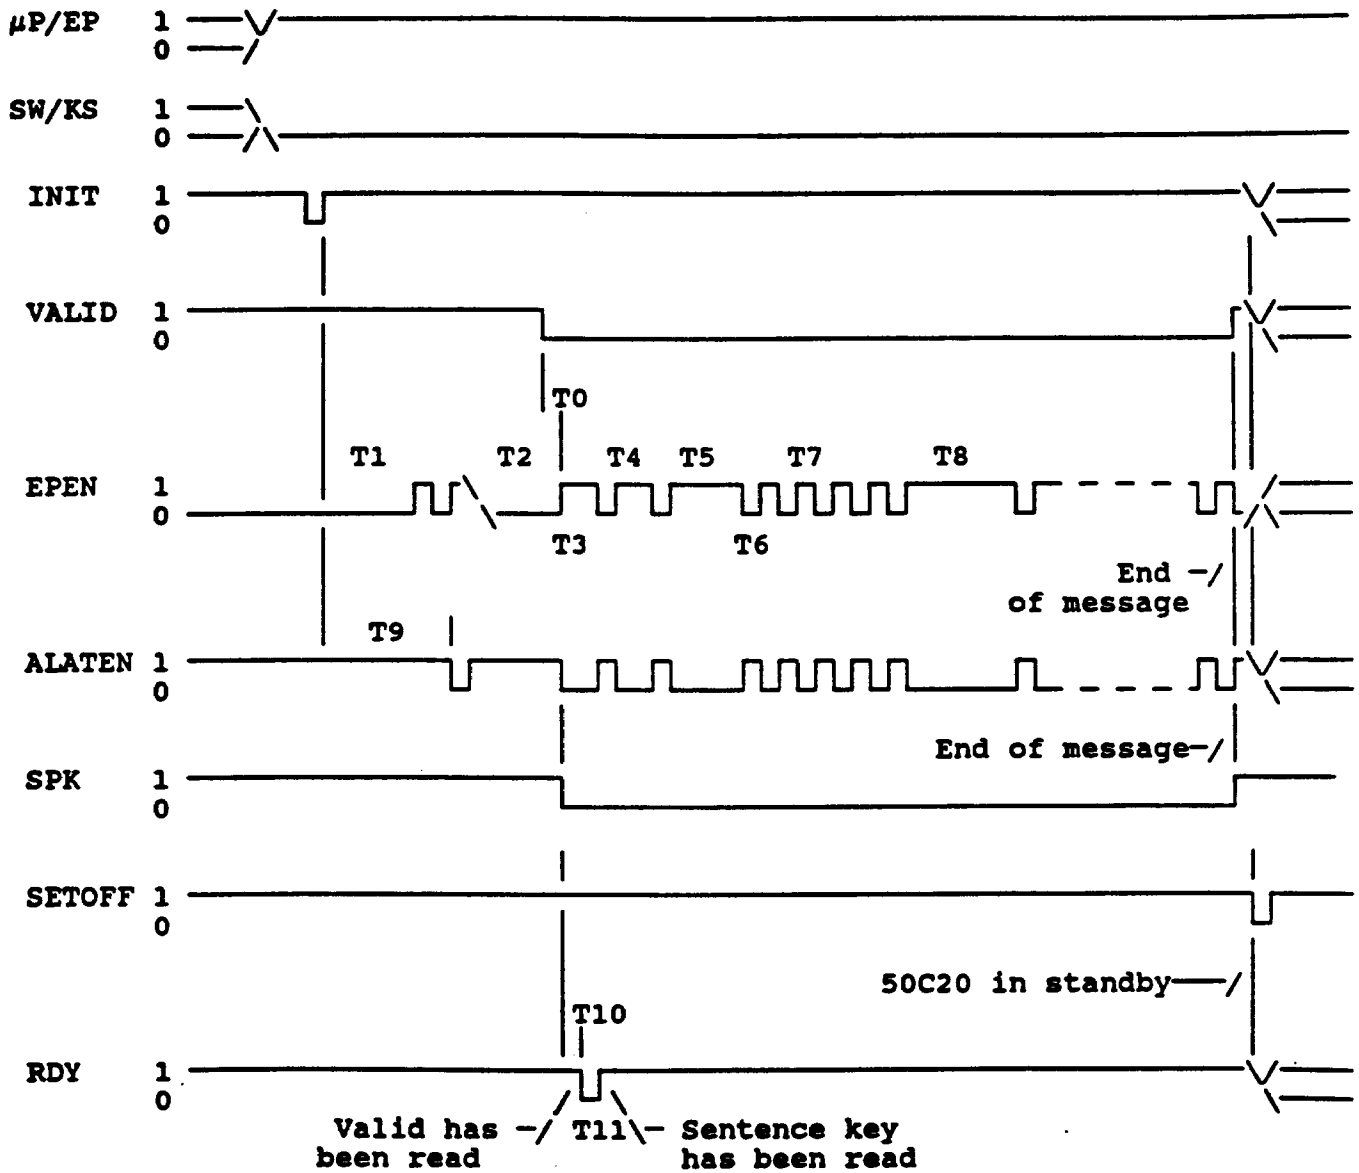 µP/EP 1
0
SW/KS 1
0
INIT 1
0
VALID 1
0
T0
T1 T2 T4 T5 T7 T8
EPEN 1
0
T3 T6
End
of message
T9
ALATEN 1
0
End of message
SPK 1
0
SETOFF 1
0
50C20 in standby
T10
RDY 1
0
Valid has T11 Sentence key
been read has been read